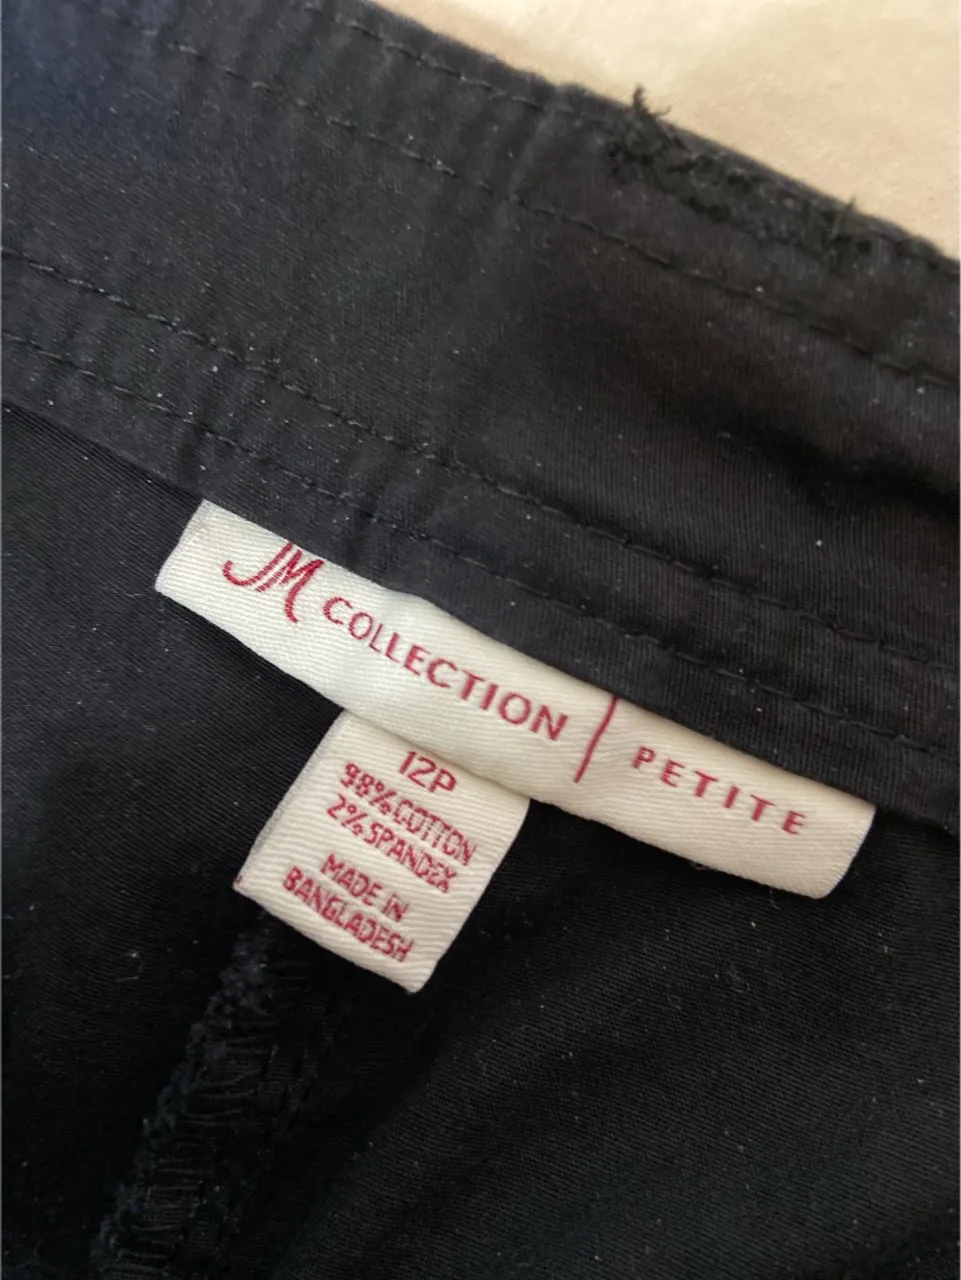 JM COLLECTION | PETITE
12P
98% COTTON
2% SPANDEX
MADE IN
BANGLADESH